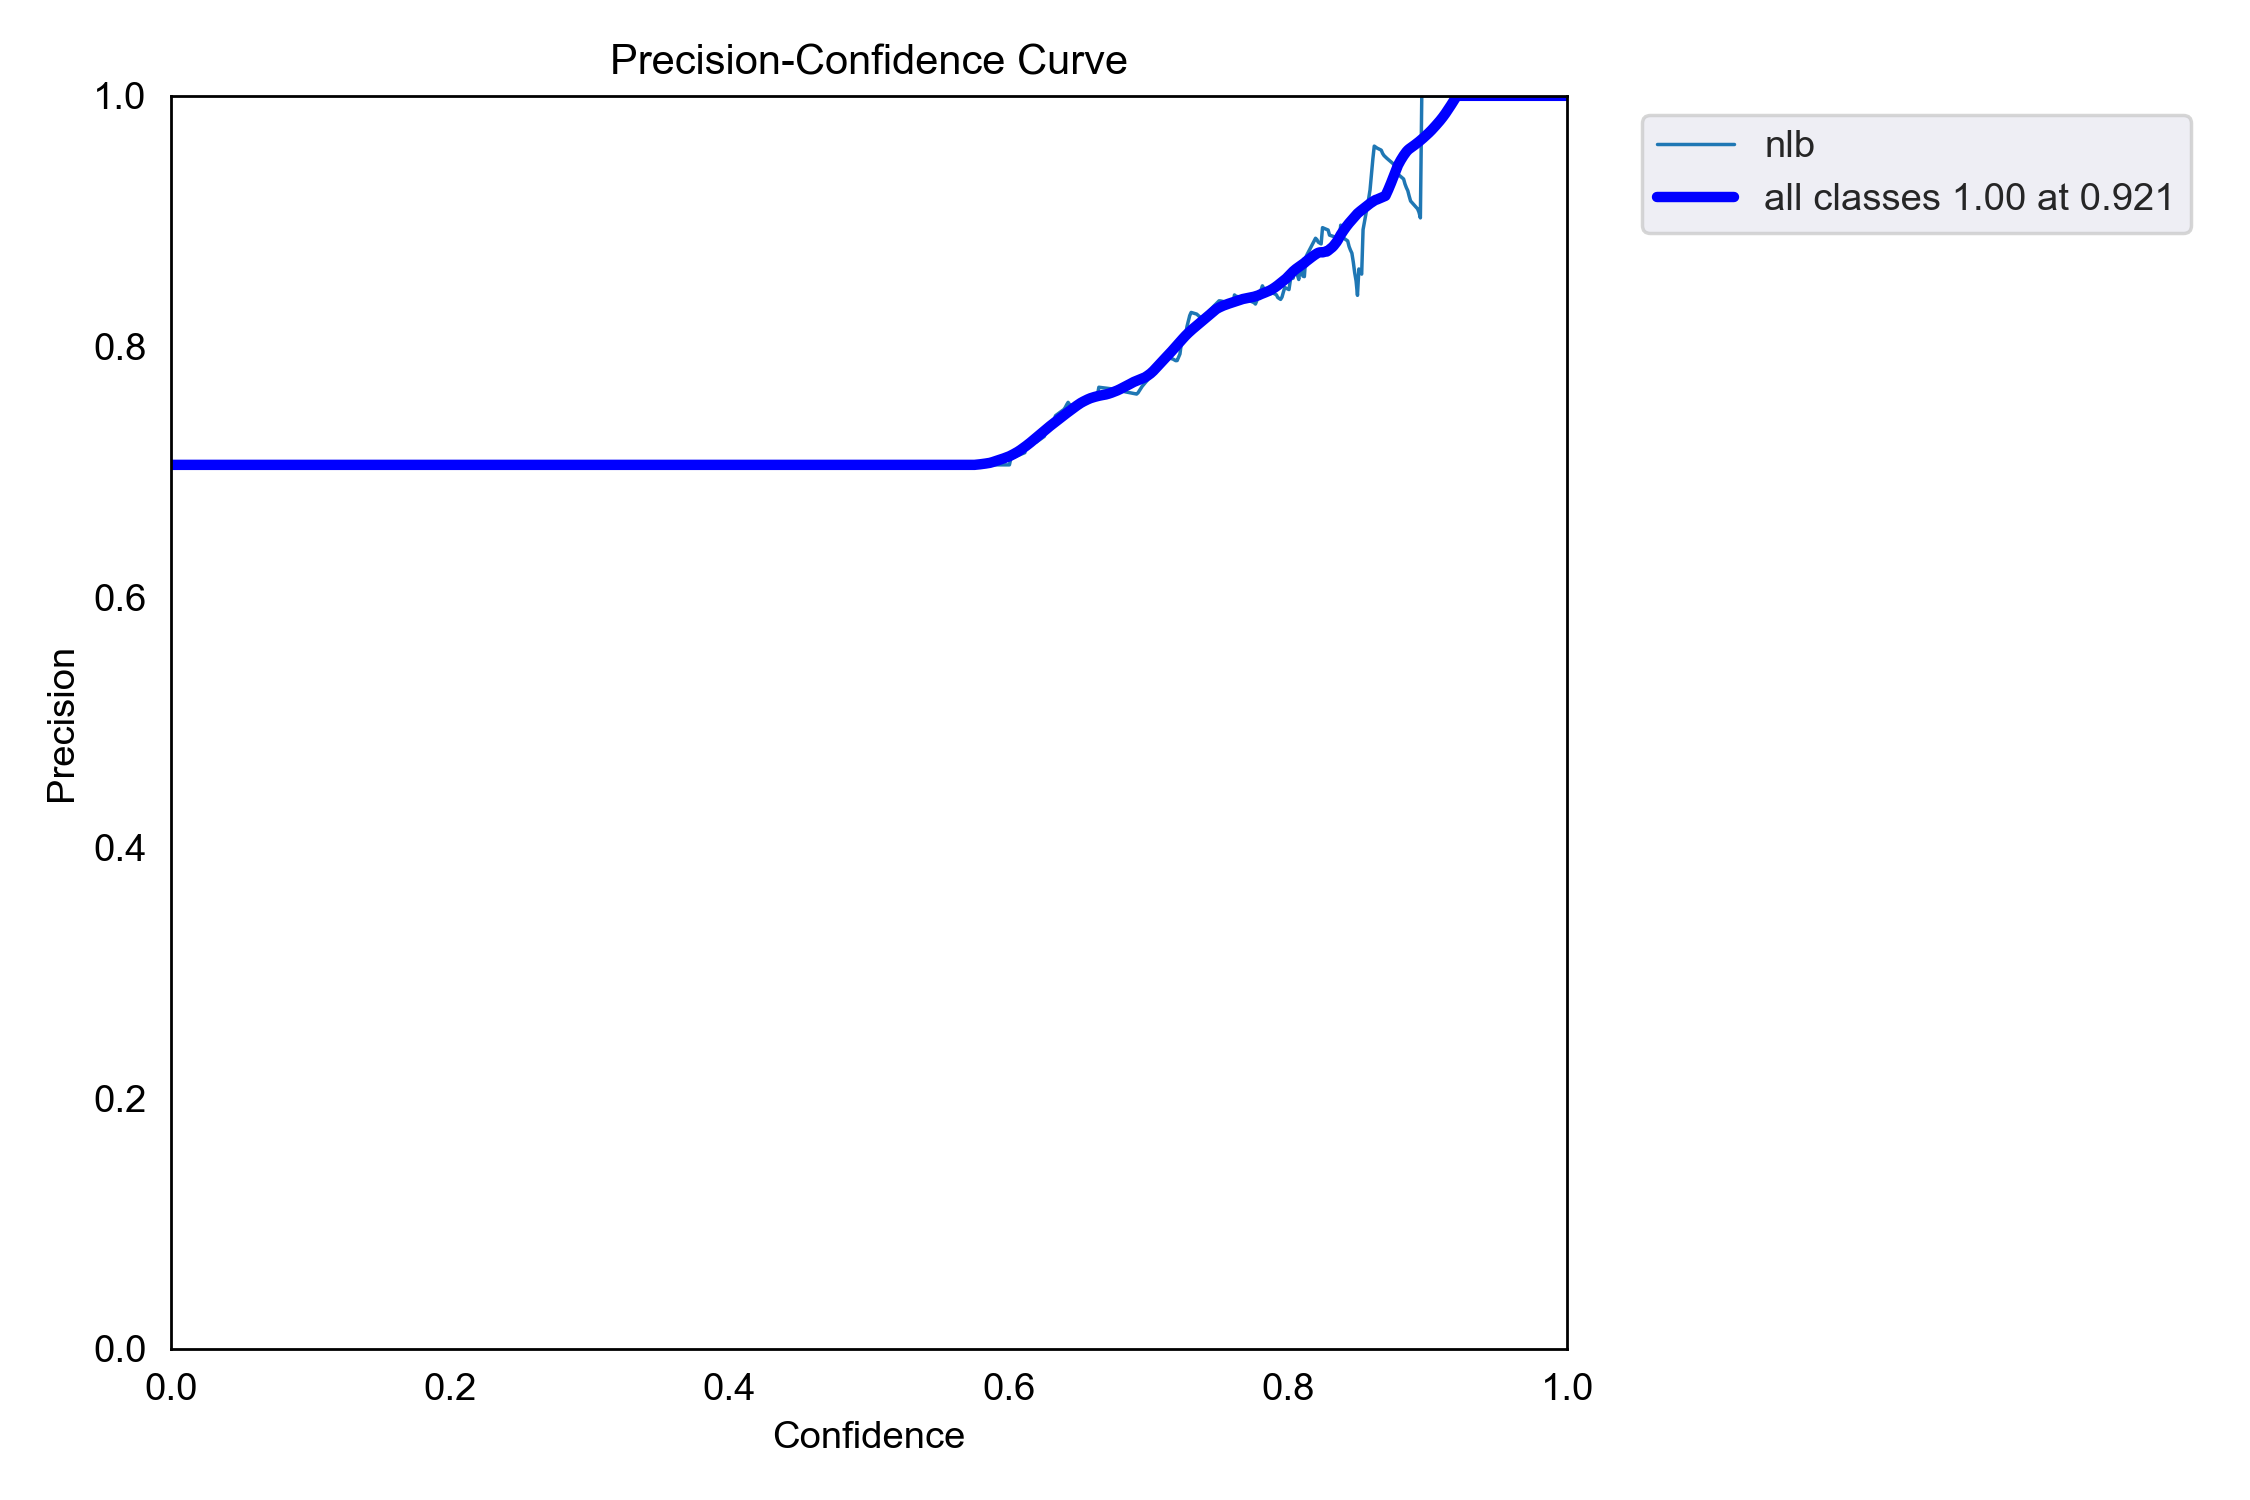 Precision-Confidence Curve
1.0
0.8
0.6
0.4
0.2
0.0
Precision
0.0 0.2 0.4 0.6 0.8 1.0
Confidence
nlb
all classes 1.00 at 0.921